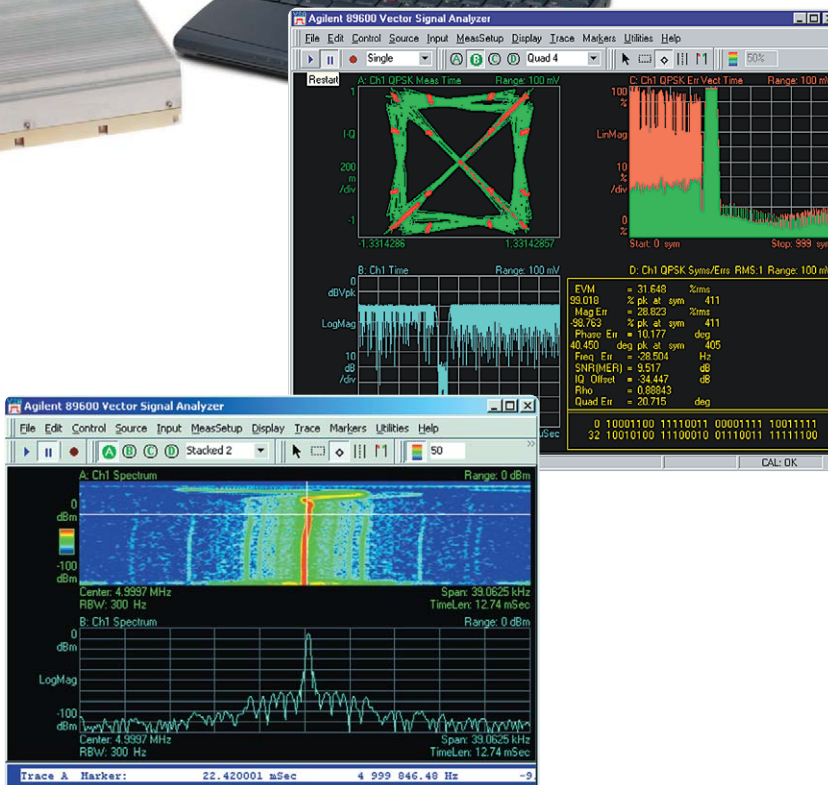 Agilent 89600 Vector Signal Analyzer
File Edit Control Source Input MeasSetup Display Trace Markers Utilities Help
Single A B C D Quad 4 50%
Restart
A: Ch1 QPSK Meas Time Range: 100 mV
1
I-Q
200
m
/div
-1
-1.3314286 1.33142857
C: Ch1 QPSK Err Vect Time Range: 100 mV
100
%
LinMag
10
%
/div
0
%
Start: 0 sym Stop: 999 sym
B: Ch1 Time Range: 100 mV
0
dBVpk
LogMag
10
dB
/div
D: Ch1 QPSK Syms/Errs RMS:1 Range: 100 mV
EVM = 31.648 %rms
99.018 % pk at sym 411
Mag Err = 28.823 %rms
-98.763 % pk at sym 411
Phase Err = 10.177 deg
40.450 deg pk at sym 405
Freq Err = -28.504 Hz
SNR(MER) = 9.517 dB
IQ Offset = -34.447 dB
Rho = 0.88843
Quad Err = 20.715 deg
0 10001100 11110011 00001111 10011111
32 10010100 11100010 01110011 11111100
CAL: OK
Agilent 89600 Vector Signal Analyzer
File Edit Control Source Input MeasSetup Display Trace Markers Utilities Help
A B C D Stacked 2 50
A: Ch1 Spectrum Range: 0 dBm
0
dBm
-100
dBm
Center: 4.9997 MHz Span: 39.0625 kHz
RBW: 300 Hz TimeLen: 12.74 mSec
B: Ch1 Spectrum Range: 0 dBm
0
dBm
LogMag
-100
dBm
Center: 4.9997 MHz Span: 39.0625 kHz
RBW: 300 Hz TimeLen: 12.74 mSec
Trace A Marker: 22.420001 mSec 4 999 846.48 Hz -9.